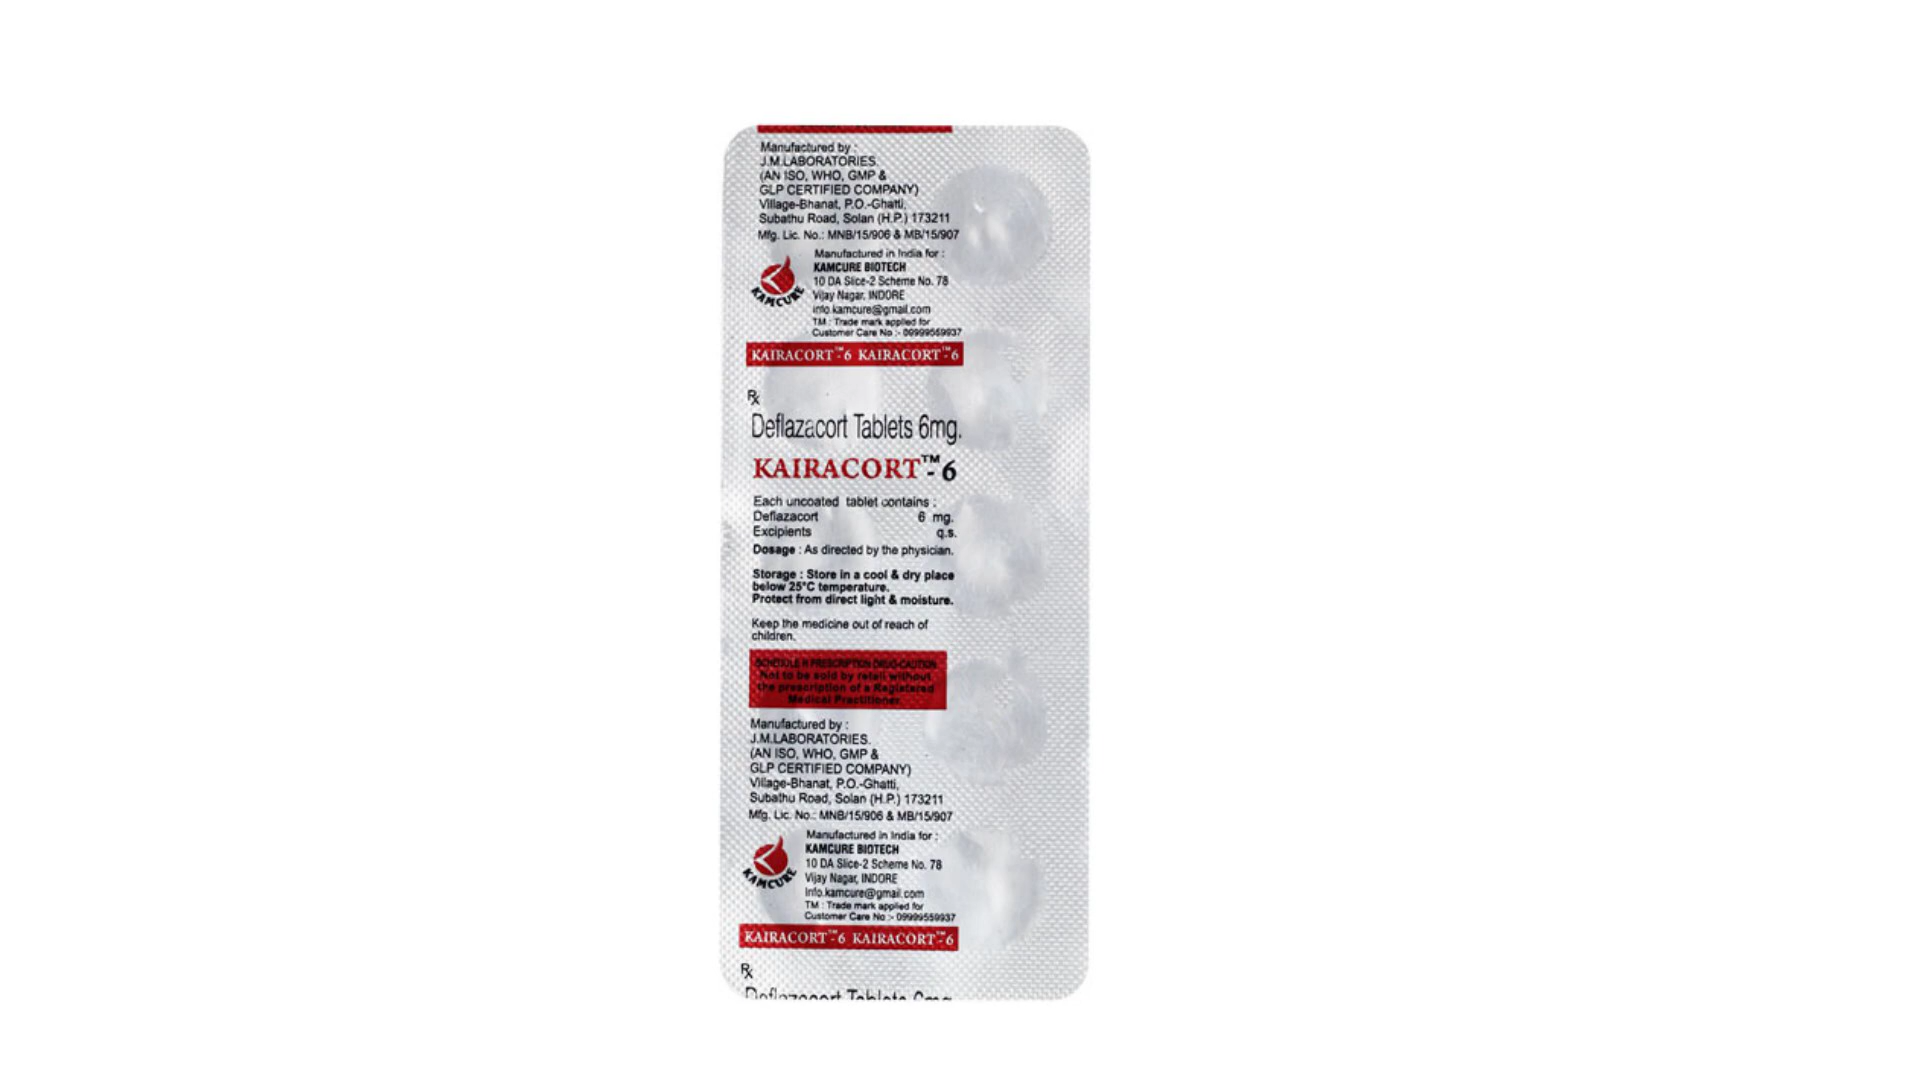 Manufactured by :
J.M.LABORATORIES.
(AN ISO, WHO, GMP &
GLP CERTIFIED COMPANY)
Village-Bhanat, P.O.-Ghatti,
Subathu Road, Solan (H.P.) 173211
Mfg. Lic. No.: MNB/15/906 & MB/15/907
KAMCURE
Manufactured in India for :
KAMCURE BIOTECH
10 DA Slice-2 Scheme No. 78
Vijay Nagar, INDORE
info.kamcure@gmail.com
TM : Trade mark applied for
Customer Care No :- 09999559937
KAIRACORT™-6 KAIRACORT™-6
℞
Deflazacort Tablets 6mg.
KAIRACORT™-6
Each uncoated tablet contains :
Deflazacort 6 mg.
Excipients q.s.
Dosage : As directed by the physician.
Storage : Store in a cool & dry place
below 25°C temperature.
Protect from direct light & moisture.
Keep the medicine out of reach of
children.
SCHEDULE H PRESCRIPTION DRUG-CAUTION
Not to be sold by retail without
the prescription of a Registered
Medical Practitioner.
Manufactured by :
J.M.LABORATORIES.
(AN ISO, WHO, GMP &
GLP CERTIFIED COMPANY)
Village-Bhanat, P.O.-Ghatti,
Subathu Road, Solan (H.P.) 173211
Mfg. Lic. No.: MNB/15/906 & MB/15/907
KAMCURE
Manufactured in India for :
KAMCURE BIOTECH
10 DA Slice-2 Scheme No. 78
Vijay Nagar, INDORE
Info.kamcure@gmail.com
TM : Trade mark applied for
Customer Care No :- 09999559937
KAIRACORT™-6 KAIRACORT™-6
℞
Deflazacort Tablets 6mg.